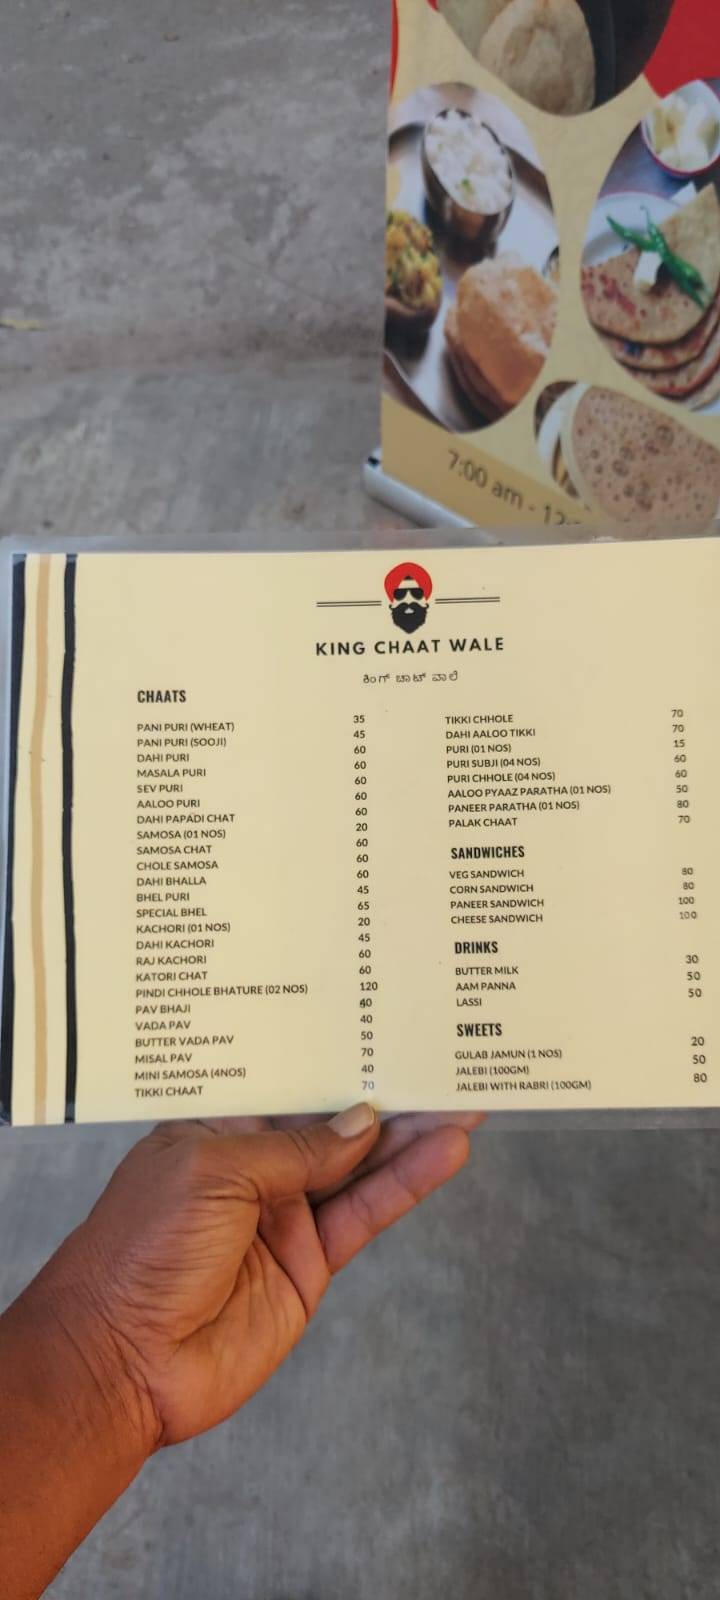 7:00 am - 12:
KING CHAAT WALE
ಕಿಂಗ್ ಚಾಟ್ ವಾಲೆ
CHAATS
PANI PURI (WHEAT) 35
PANI PURI (SOOJI) 45
DAHI PURI 60
MASALA PURI 60
SEV PURI 60
AALOO PURI 60
DAHI PAPADI CHAT 60
SAMOSA (01 NOS) 20
SAMOSA CHAT 60
CHOLE SAMOSA 60
DAHI BHALLA 60
BHEL PURI 45
SPECIAL BHEL 65
KACHORI (01 NOS) 20
DAHI KACHORI 45
RAJ KACHORI 60
KATORI CHAT 60
PINDI CHHOLE BHATURE (02 NOS) 120
PAV BHAJI 60
VADA PAV 40
BUTTER VADA PAV 50
MISAL PAV 70
MINI SAMOSA (4NOS) 40
TIKKI CHAAT 70
TIKKI CHHOLE 70
DAHI AALOO TIKKI 70
PURI (01 NOS) 15
PURI SUBJI (04 NOS) 60
PURI CHHOLE (04 NOS) 60
AALOO PYAAZ PARATHA (01 NOS) 50
PANEER PARATHA (01 NOS) 80
PALAK CHAAT 70
SANDWICHES
VEG SANDWICH 80
CORN SANDWICH 80
PANEER SANDWICH 100
CHEESE SANDWICH 100
DRINKS
BUTTER MILK 30
AAM PANNA 50
LASSI 50
SWEETS
GULAB JAMUN (1 NOS) 20
JALEBI (100GM) 50
JALEBI WITH RABRI (100GM) 80